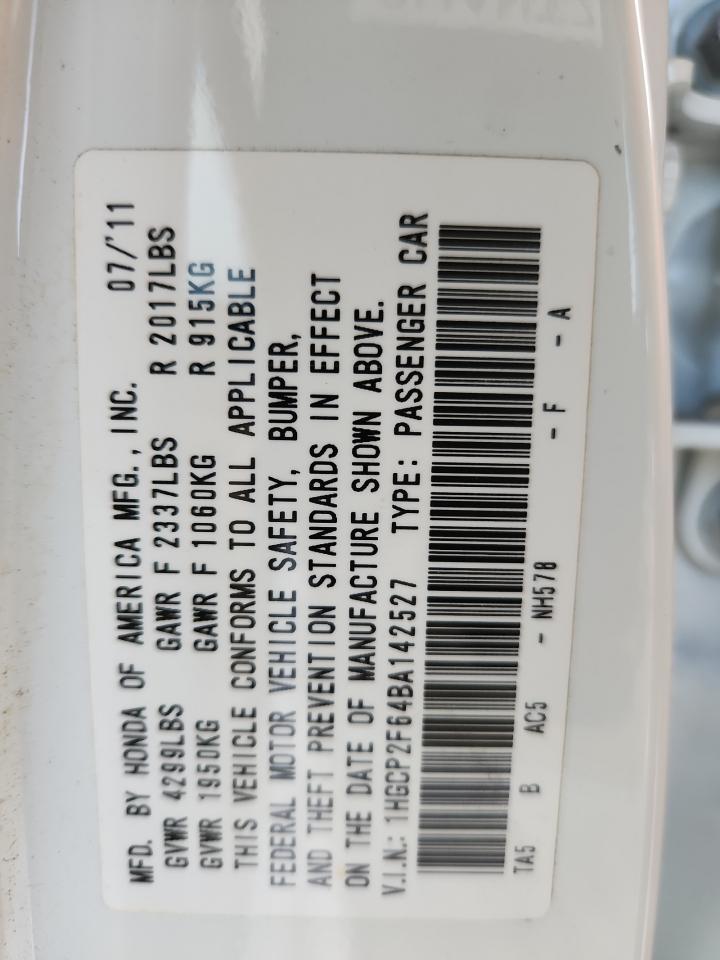 MFD. BY HONDA OF AMERICA MFG., INC. 07/'11
GVWR 4299LBS GAWR F 2337LBS R 2017LBS
GVWR 1950KG GAWR F 1060KG R 915KG
THIS VEHICLE CONFORMS TO ALL APPLICABLE
FEDERAL MOTOR VEHICLE SAFETY, BUMPER,
AND THEFT PREVENTION STANDARDS IN EFFECT
ON THE DATE OF MANUFACTURE SHOWN ABOVE.
V.I.N.: 1HGCP2F64BA142527 TYPE: PASSENGER CAR
TA5 B AC5 - NH578 - F - A